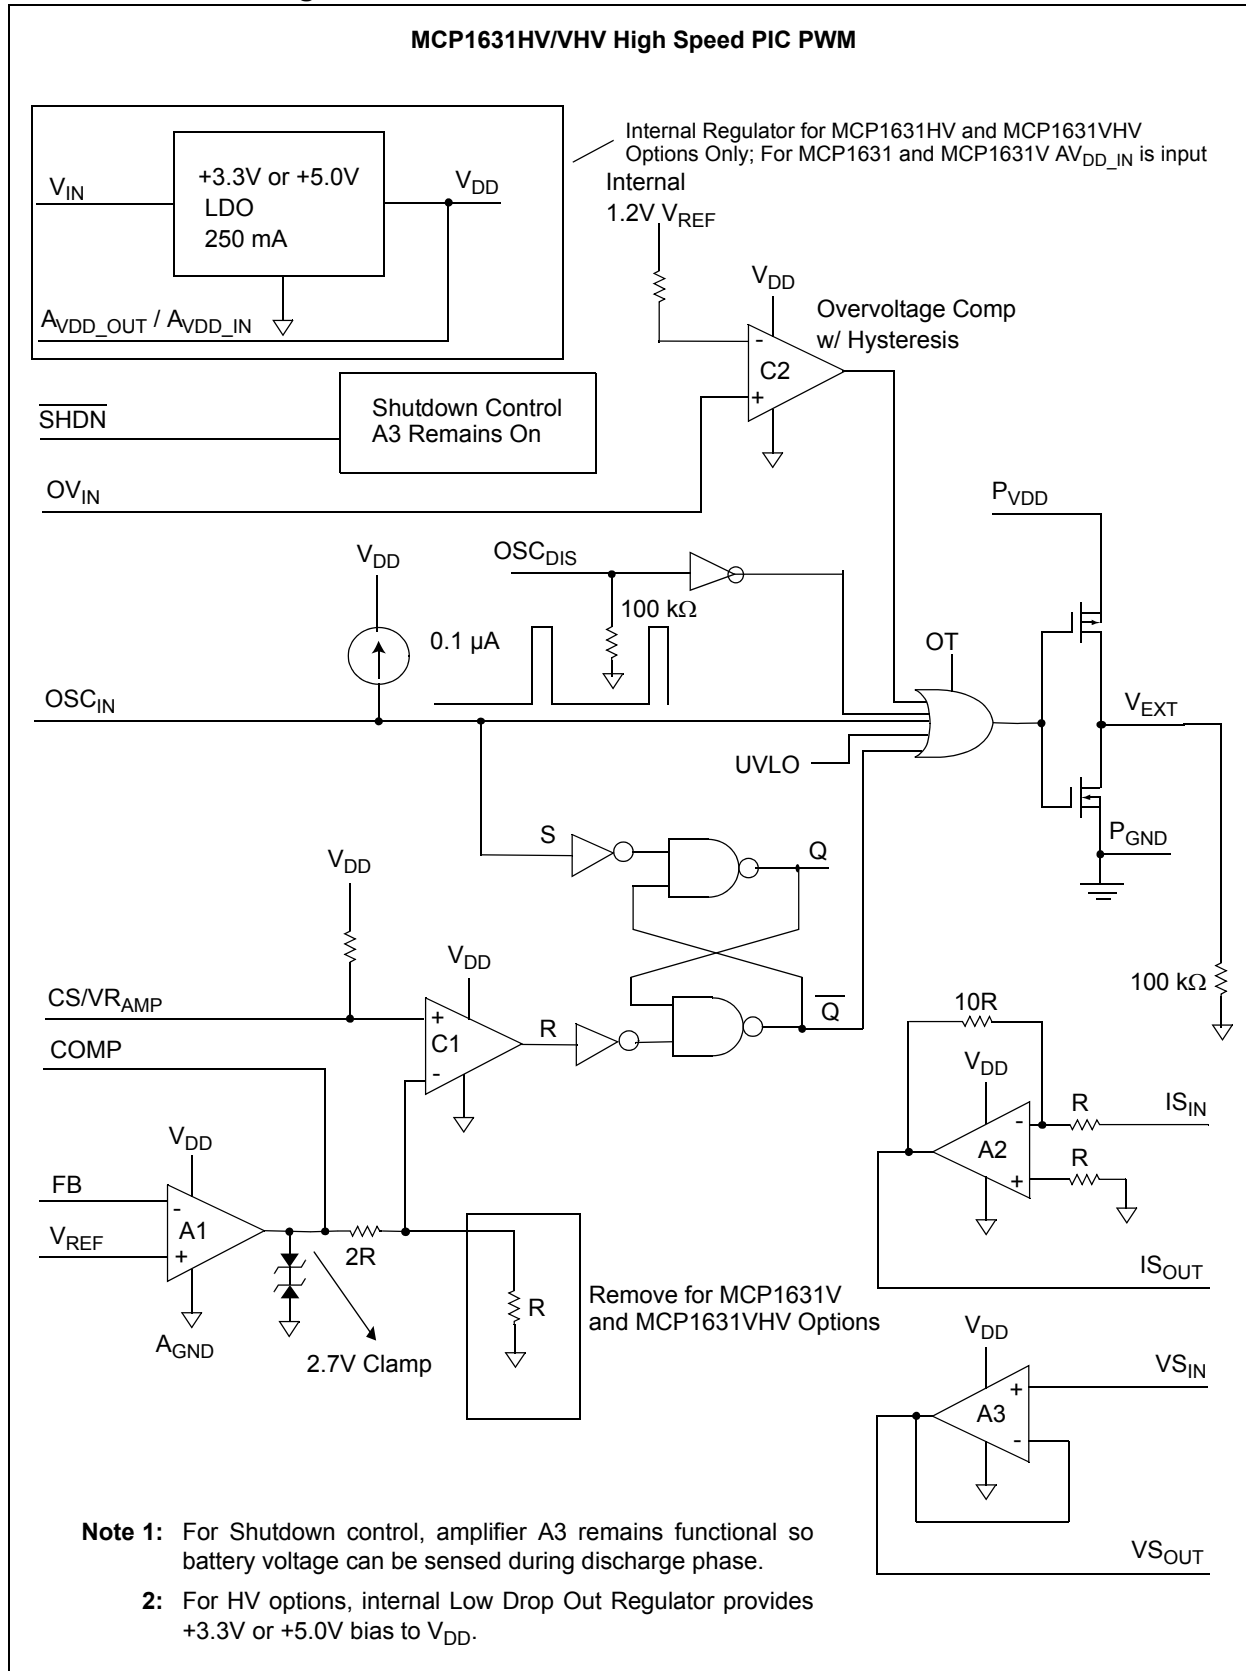 MCP1631HV/VHV High Speed PIC PWM
Internal Regulator for MCP1631HV and MCP1631VHV
Options Only; For MCP1631 and MCP1631V AVDD_IN is input
VIN
+3.3V or +5.0V
LDO
250 mA
VDD
AVDD_OUT / AVDD_IN
Internal
1.2V VREF
VDD
Overvoltage Comp
w/ Hysteresis
-
C2
+
SHDN
Shutdown Control
A3 Remains On
OVIN
PVDD
VDD
OSCDIS
100 kΩ
0.1 µA
OT
OSCIN
VEXT
UVLO
S
Q
PGND
VDD
VDD
100 kΩ
CS/VRAMP
+
C1
-
R
Q
COMP
10R
VDD
R
ISIN
-
A2
+
R
VDD
FB
-
A1
+
VREF
2R
ISOUT
R
Remove for MCP1631V
and MCP1631VHV Options
AGND
2.7V Clamp
VDD
VSIN
+
A3
-
VSOUT
Note 1: For Shutdown control, amplifier A3 remains functional so
battery voltage can be sensed during discharge phase.
2: For HV options, internal Low Drop Out Regulator provides
+3.3V or +5.0V bias to VDD.